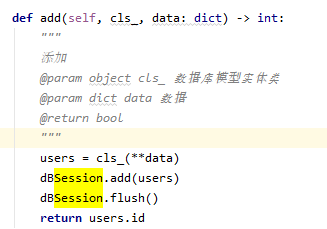 def add(self, cls_, data: dict) -> int:
"""
添加
@param object cls_ 数据库模型实体类
@param dict data 数据
@return bool
"""
users = cls_(**data)
dBSession.add(users)
dBSession.flush()
return users.id